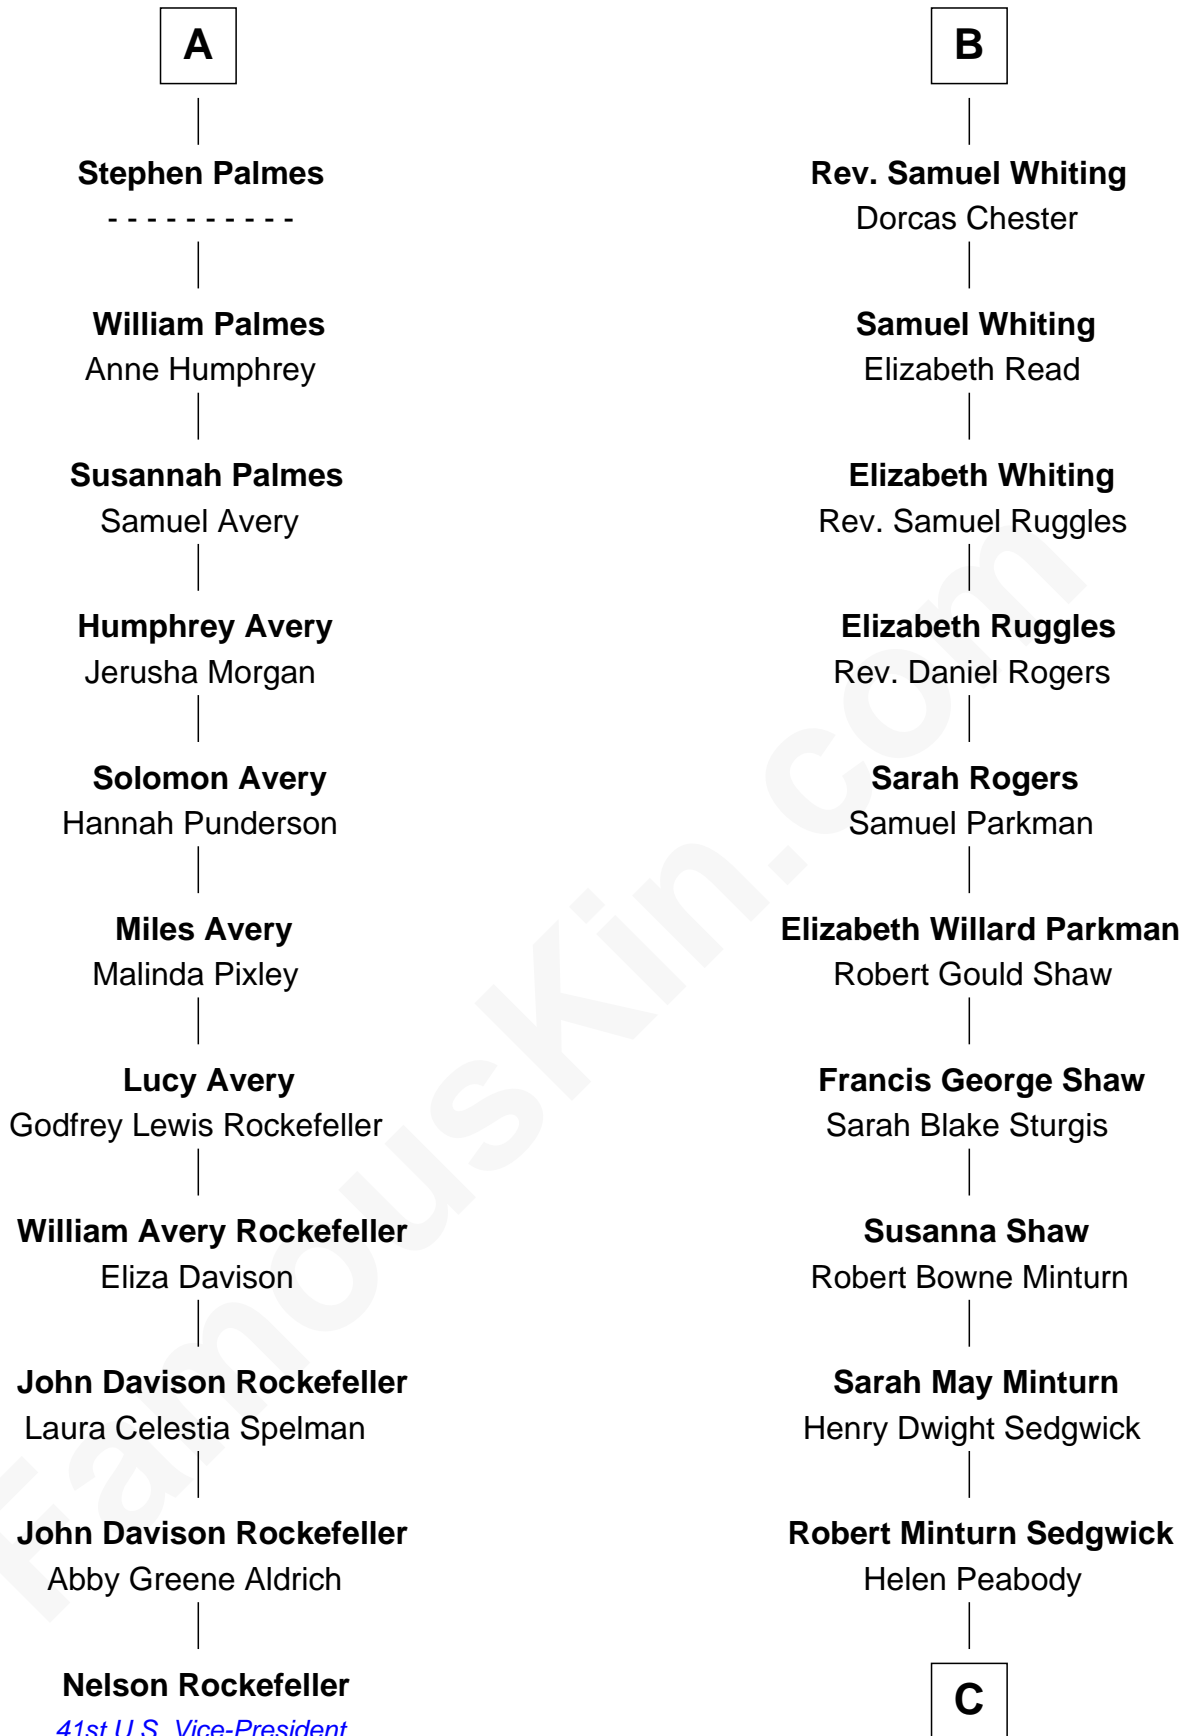 A
Stephen Palmes
- - - - - - - - - -
William Palmes
Anne Humphrey
Susannah Palmes
Samuel Avery
Humphrey Avery
Jerusha Morgan
Solomon Avery
Hannah Punderson
Miles Avery
Malinda Pixley
Lucy Avery
Godfrey Lewis Rockefeller
William Avery Rockefeller
Eliza Davison
John Davison Rockefeller
Laura Celestia Spelman
John Davison Rockefeller
Abby Greene Aldrich
Nelson Rockefeller
41st U.S. Vice-President
B
Rev. Samuel Whiting
Dorcas Chester
Samuel Whiting
Elizabeth Read
Elizabeth Whiting
Rev. Samuel Ruggles
Elizabeth Ruggles
Rev. Daniel Rogers
Sarah Rogers
Samuel Parkman
Elizabeth Willard Parkman
Robert Gould Shaw
Francis George Shaw
Sarah Blake Sturgis
Susanna Shaw
Robert Bowne Minturn
Sarah May Minturn
Henry Dwight Sedgwick
Robert Minturn Sedgwick
Helen Peabody
C
FamousKin.com